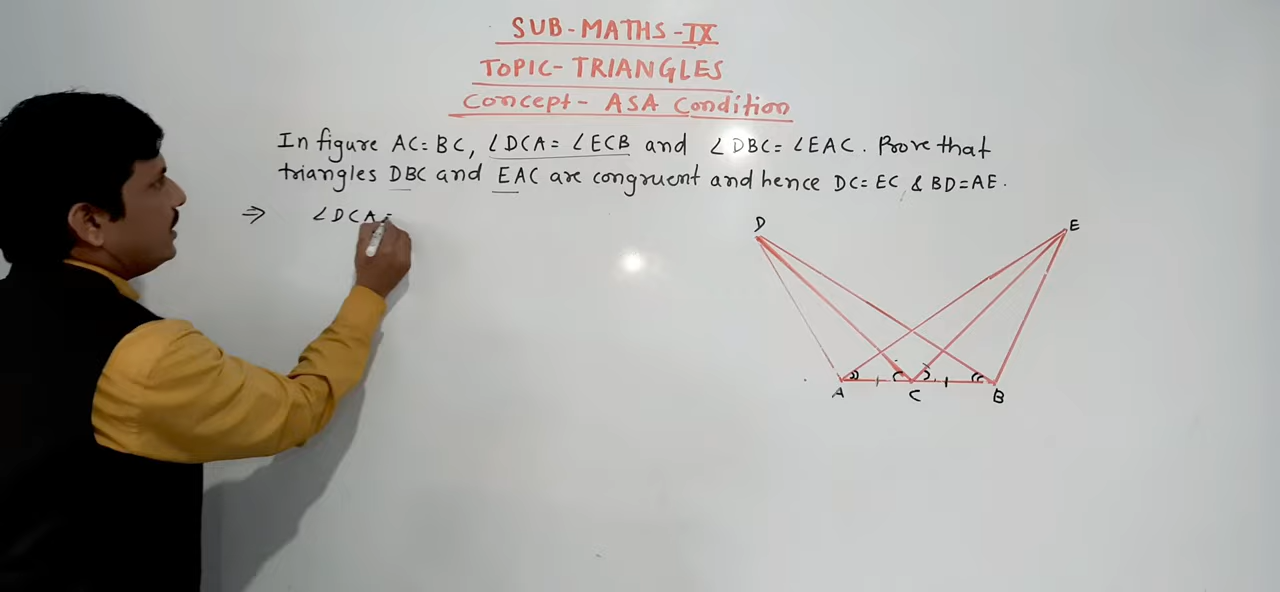 SUB-MATHS-IX
TOPIC-TRIANGLES
Concept- ASA Condition
In figure AC=BC, ∠DCA=∠ECB and ∠DBC=∠EAC. Prove that
triangles DBC and EAC are congruent and hence DC=EC & BD=AE.
⇒ ∠DCA=
D E
A C B